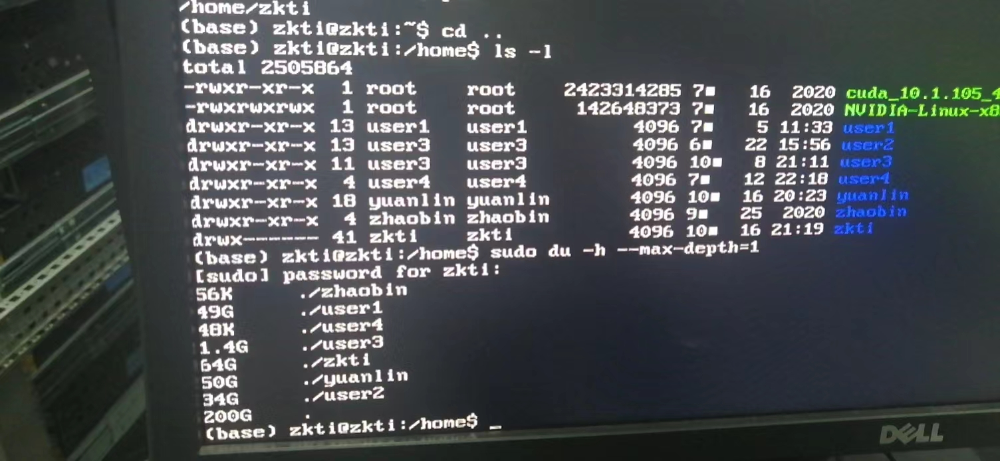 /home/zkti
(base) zkti@zkti:~$ cd ..
(base) zkti@zkti:/home$ ls -l
total 2505864
-rwxr-xr-x 1 root root 2423314285 7■ 16 2020 cuda_10.1.105_4
-rwxrwxrwx 1 root root 142648373 7■ 16 2020 NVIDIA-Linux-x8
drwxr-xr-x 13 user1 user1 4096 7■ 5 11:33 user1
drwxr-xr-x 13 user3 user3 4096 6■ 22 15:56 user2
drwxr-xr-x 11 user3 user3 4096 10■ 8 21:11 user3
drwxr-xr-x 4 user4 user4 4096 7■ 12 22:18 user4
drwxr-xr-x 18 yuanlin yuanlin 4096 10■ 16 20:23 yuanlin
drwxr-xr-x 4 zhaobin zhaobin 4096 9■ 25 2020 zhaobin
drwx------ 41 zkti zkti 4096 10■ 16 21:19 zkti
(base) zkti@zkti:/home$ sudo du -h --max-depth=1
[sudo] password for zkti:
56K ./zhaobin
49G ./user1
48K ./user4
1.4G ./user3
64G ./zkti
50G ./yuanlin
34G ./user2
200G .
(base) zkti@zkti:/home$ _
DELL